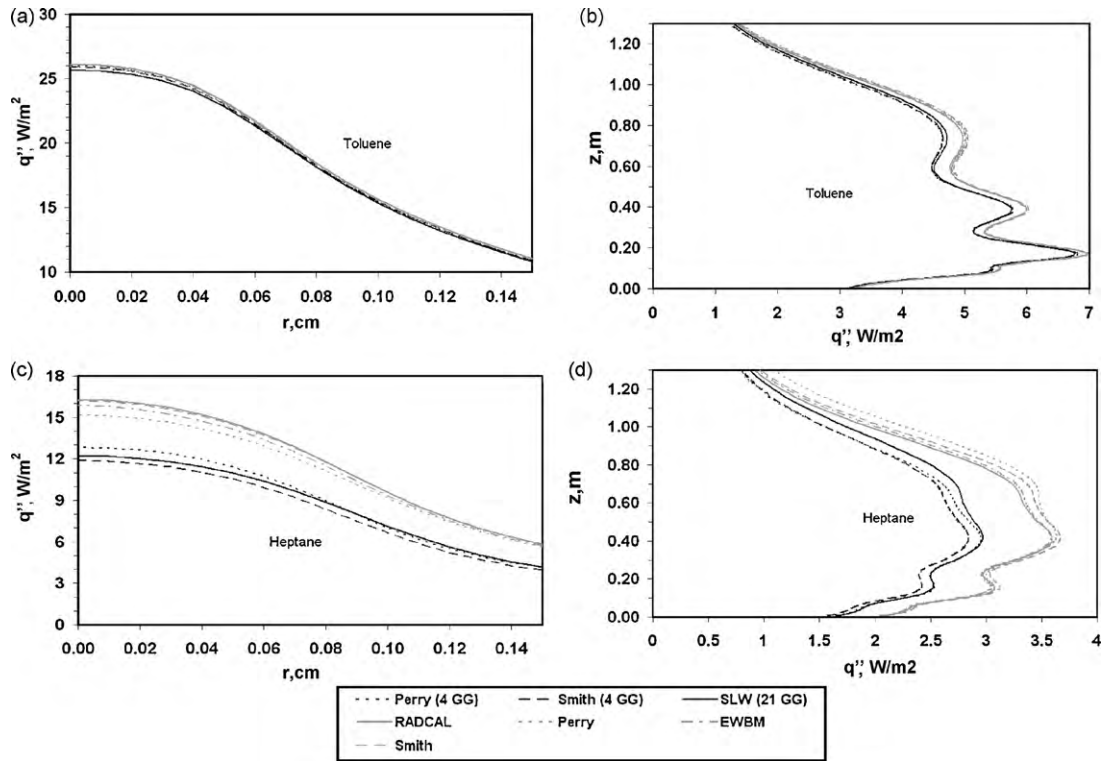 (a)
30
25
20
15
10
q'', W/m²
Toluene
0.00 0.02 0.04 0.06 0.08 0.10 0.12 0.14
r,cm
(b)
1.20
1.00
0.80
0.60
0.40
0.20
0.00
z,m
Toluene
0 1 2 3 4 5 6 7
q'', W/m2
(c)
18
15
12
9
6
3
0
q'', W/m²
Heptane
0.00 0.02 0.04 0.06 0.08 0.10 0.12 0.14
r,cm
(d)
1.20
1.00
0.80
0.60
0.40
0.20
0.00
z,m
Heptane
0 0.5 1 1.5 2 2.5 3 3.5 4
q'', W/m2
Perry (4 GG) Smith (4 GG) SLW (21 GG)
RADCAL Perry EWBM
Smith